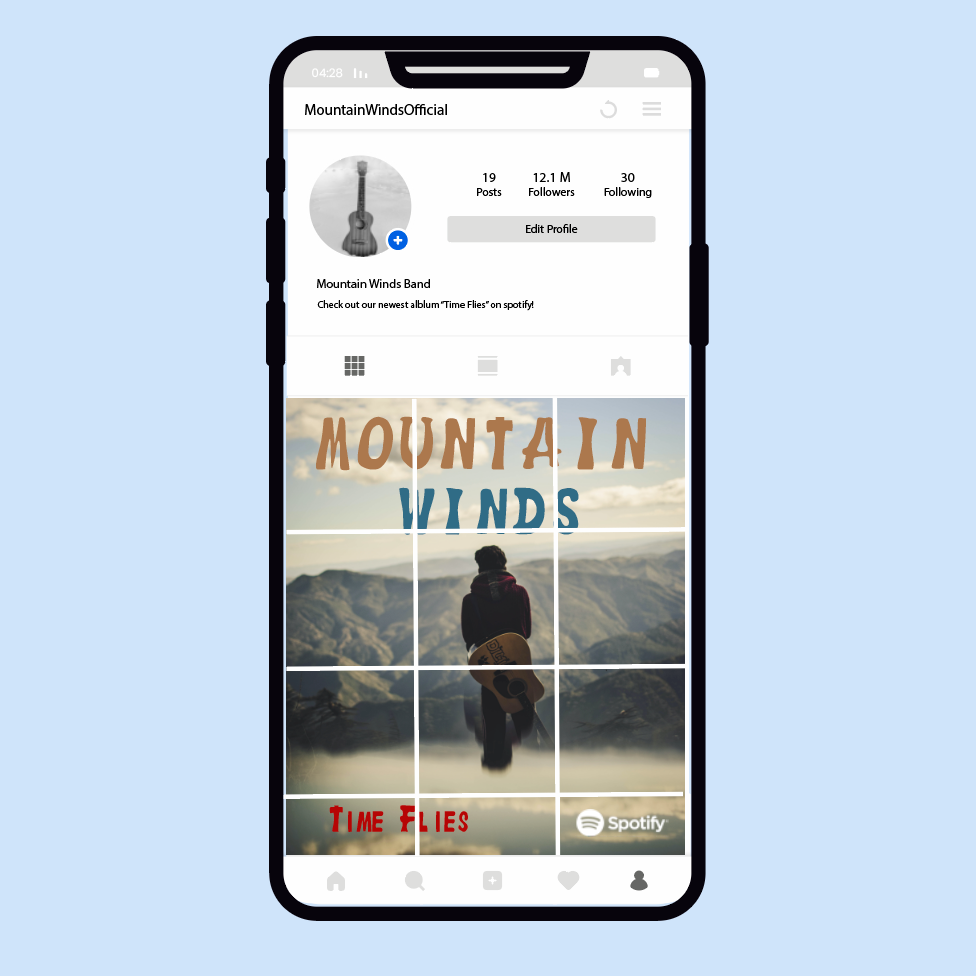 04:28
MountainWindsOfficial
19 12.1 M 30
Posts Followers Following
Edit Profile
Mountain Winds Band
Check out our newest alblum "Time Flies" on spotify!
MOUNTAIN
WINDS
TIME FLIES
Spotify